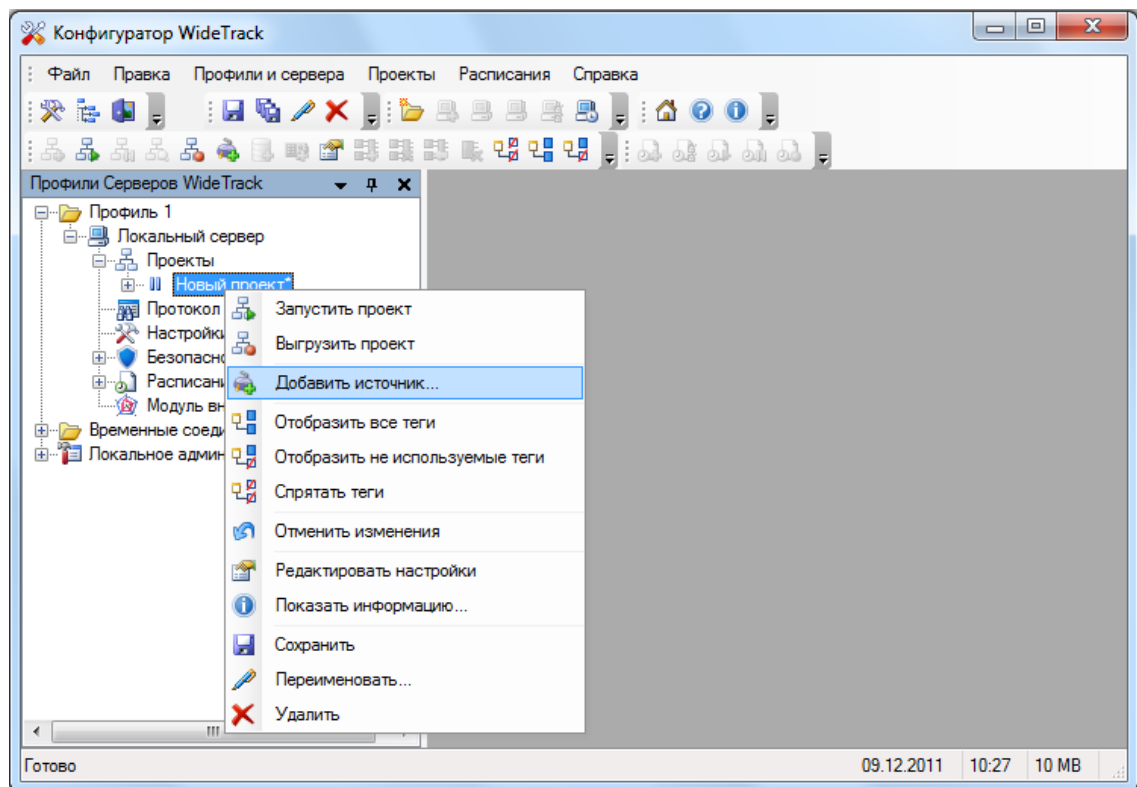 Конфигуратор WideTrack
Файл Правка Профили и сервера Проекты Расписания Справка
Профили Серверов WideTrack
Профиль 1
Локальный сервер
Проекты
Новый проект*
Протокол
Настройки
Безопасно
Расписани
Модуль вн
Временные соеди
Локальное админ
Запустить проект
Выгрузить проект
Добавить источник...
Отобразить все теги
Отобразить не используемые теги
Спрятать теги
Отменить изменения
Редактировать настройки
Показать информацию...
Сохранить
Переименовать...
Удалить
Готово 09.12.2011 10:27 10 MB